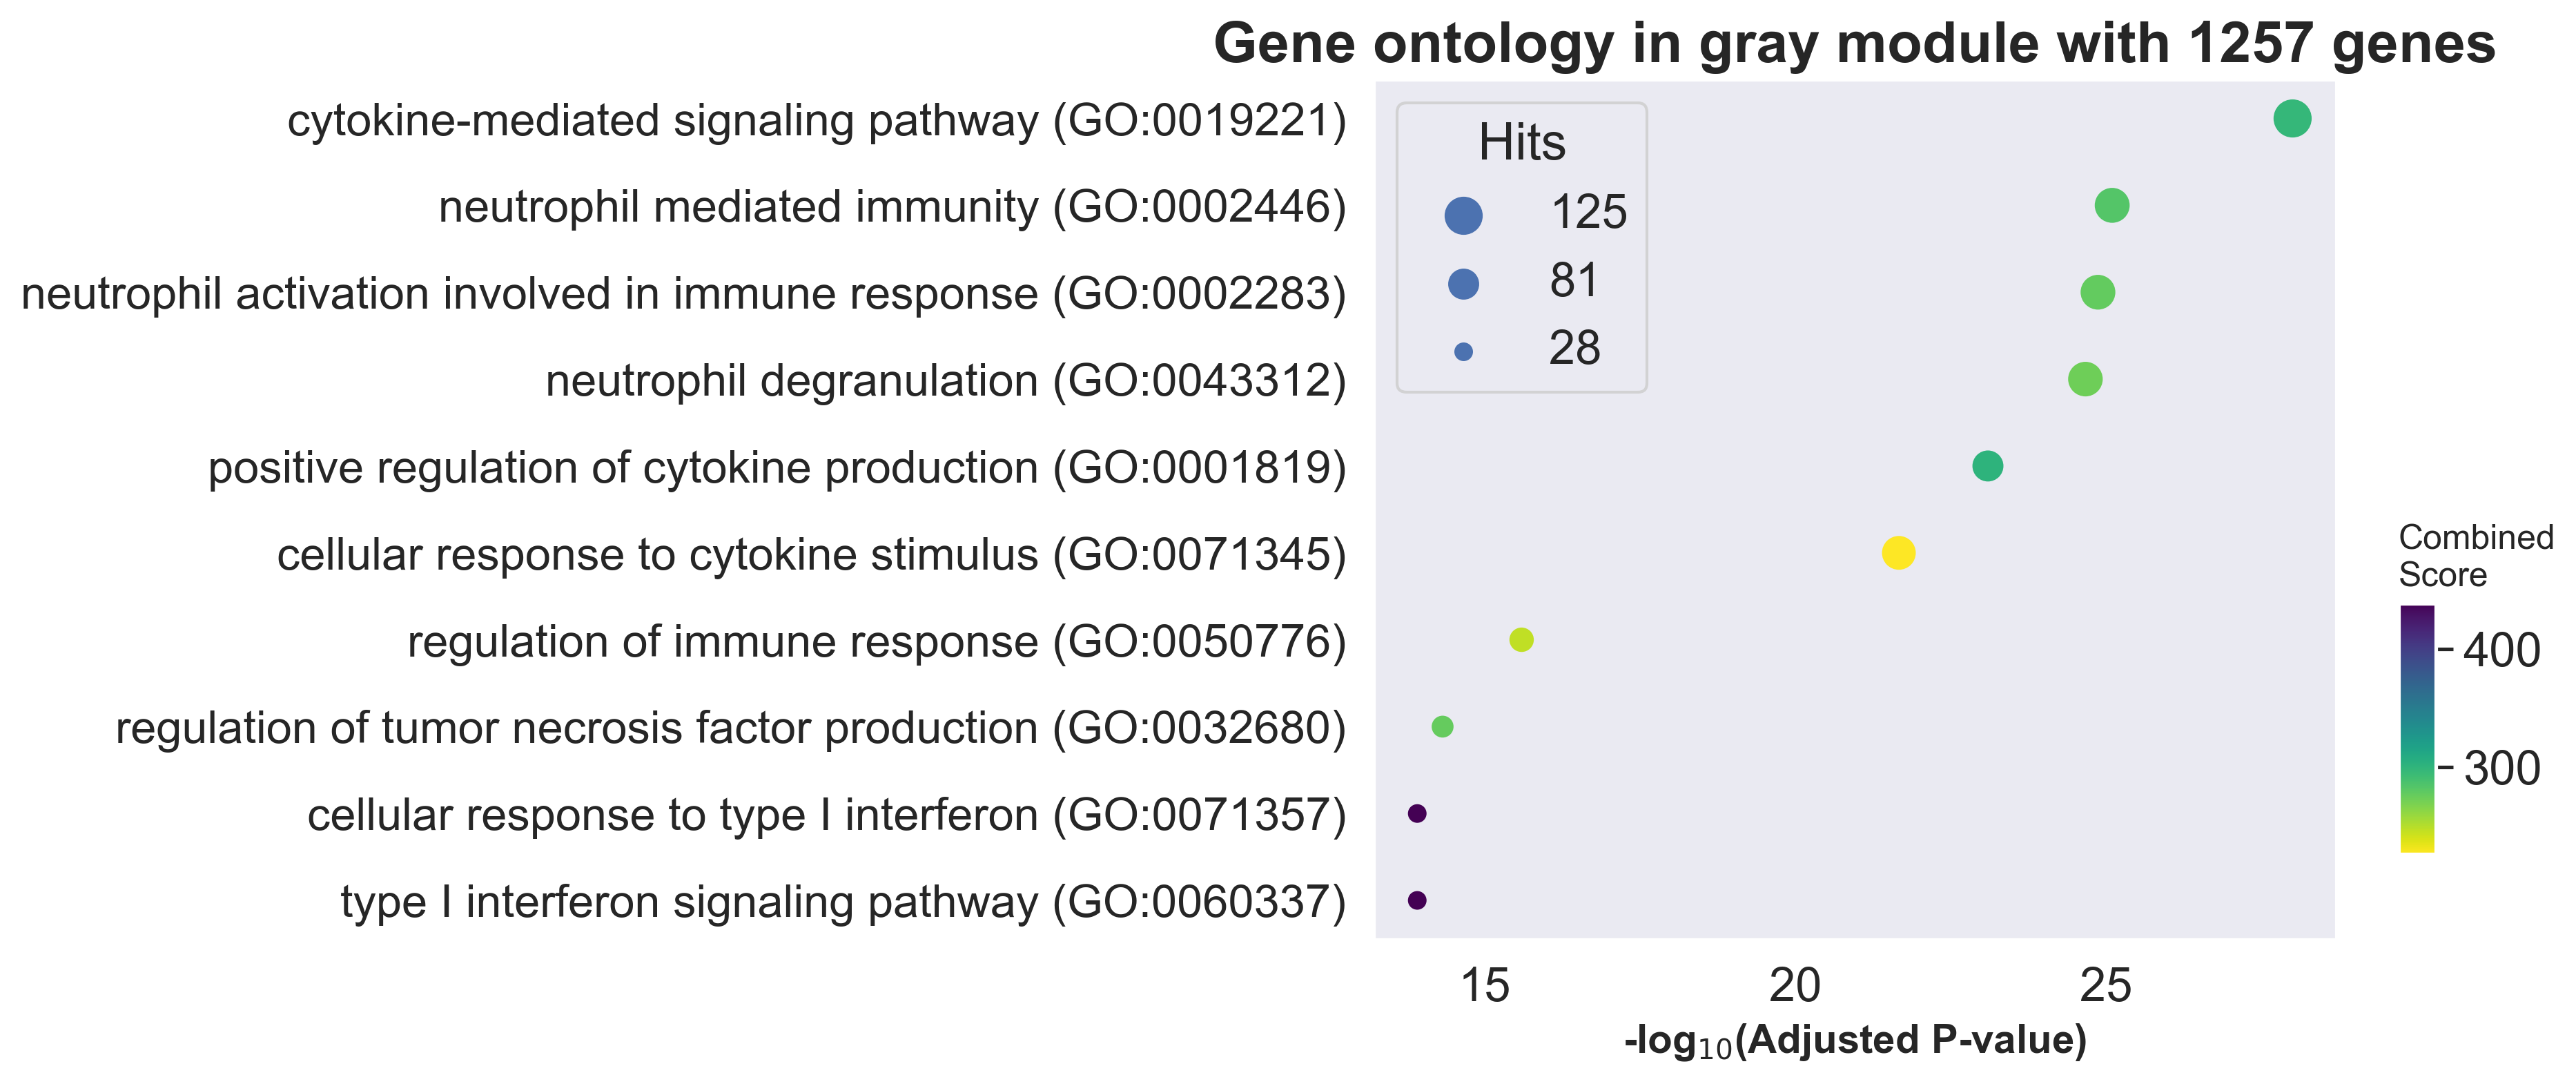 Gene ontology in gray module with 1257 genes
cytokine-mediated signaling pathway (GO:0019221)
neutrophil mediated immunity (GO:0002446)
neutrophil activation involved in immune response (GO:0002283)
neutrophil degranulation (GO:0043312)
positive regulation of cytokine production (GO:0001819)
cellular response to cytokine stimulus (GO:0071345)
regulation of immune response (GO:0050776)
regulation of tumor necrosis factor production (GO:0032680)
cellular response to type I interferon (GO:0071357)
type I interferon signaling pathway (GO:0060337)
Hits
125
81
28
Combined
Score
400
300
15 20 25
-log₁₀(Adjusted P-value)